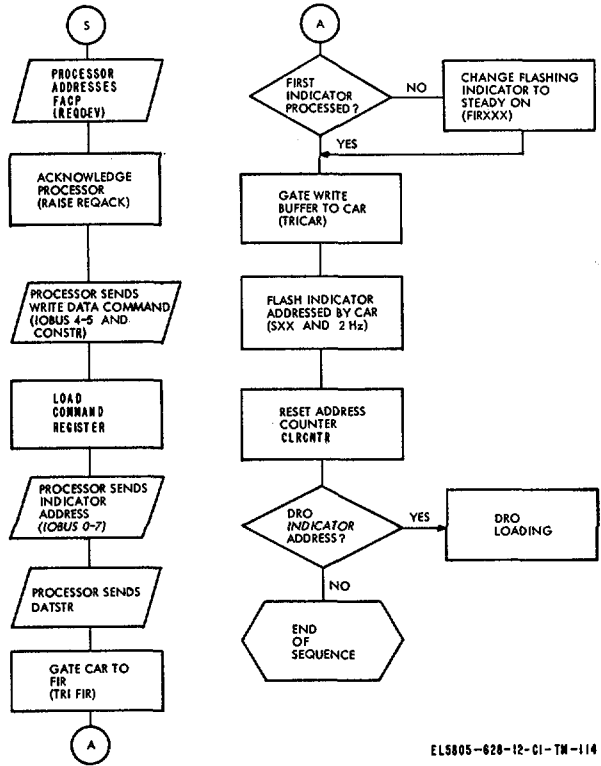 S
PROCESSOR
ADDRESSES
FACP
(REQDEV)
ACKNOWLEDGE
PROCESSOR
(RAISE REQACK)
PROCESSOR SENDS
WRITE DATA COMMAND
(IOBUS 4-5 AND
CONSTR)
LOAD
COMMAND
REGISTER
PROCESSOR SENDS
INDICATOR
ADDRESS
(IOBUS 0-7)
PROCESSOR SENDS
DATSTR
GATE CAR TO
FIR
(TRI FIR)
A
A
FIRST
INDICATOR
PROCESSED?
NO
CHANGE FLASHING
INDICATOR TO
STEADY ON
(FIRXXX)
YES
GATE WRITE
BUFFER TO CAR
(TRICAR)
FLASH INDICATOR
ADDRESSED BY CAR
(SXX AND 2 Hz)
RESET ADDRESS
COUNTER
CLRCNTR
DRO
INDICATOR
ADDRESS?
YES
DRO
LOADING
NO
END
OF
SEQUENCE
EL5805-628-12-C1-TM-114